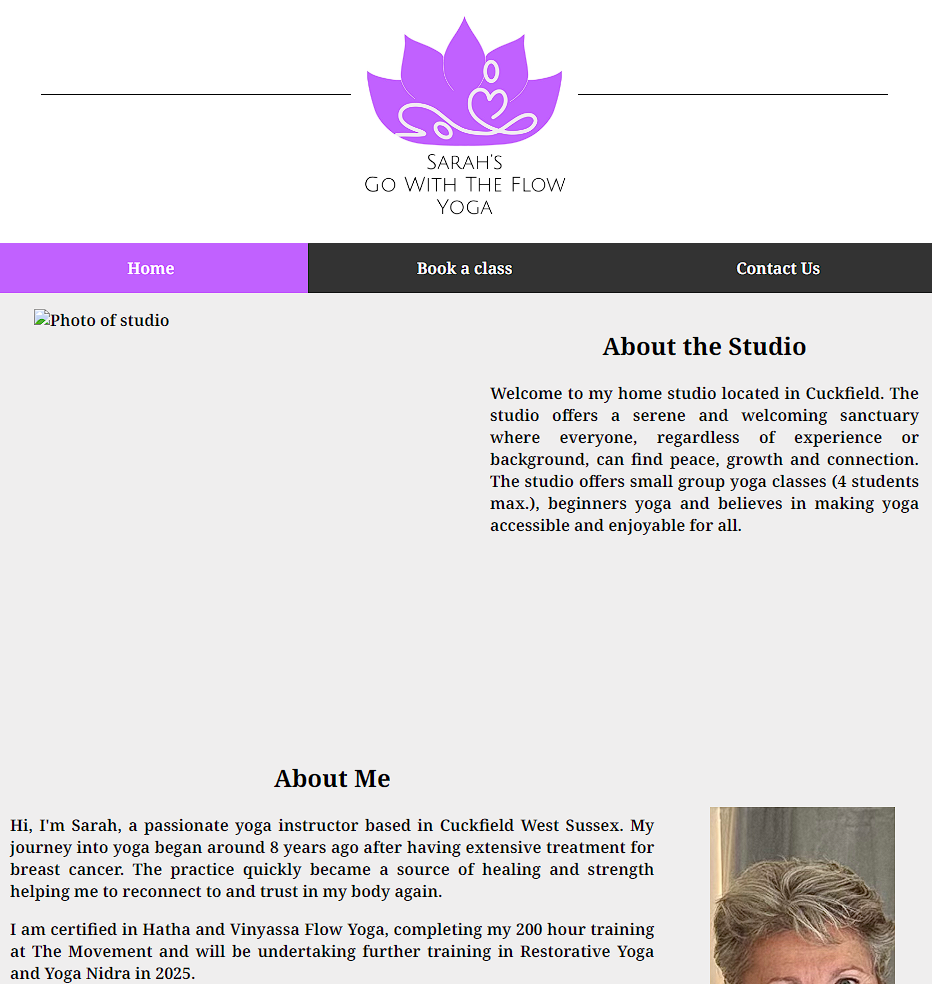 SARAH'S
GO WITH THE FLOW
YOGA
Home
Book a class
Contact Us
Photo of studio
About the Studio
Welcome to my home studio located in Cuckfield. The
studio offers a serene and welcoming sanctuary
where everyone, regardless of experience or
background, can find peace, growth and connection.
The studio offers small group yoga classes (4 students
max.), beginners yoga and believes in making yoga
accessible and enjoyable for all.
About Me
Hi, I'm Sarah, a passionate yoga instructor based in Cuckfield West Sussex. My
journey into yoga began around 8 years ago after having extensive treatment for
breast cancer. The practice quickly became a source of healing and strength
helping me to reconnect to and trust in my body again.
I am certified in Hatha and Vinyassa Flow Yoga, completing my 200 hour training
at The Movement and will be undertaking further training in Restorative Yoga
and Yoga Nidra in 2025.